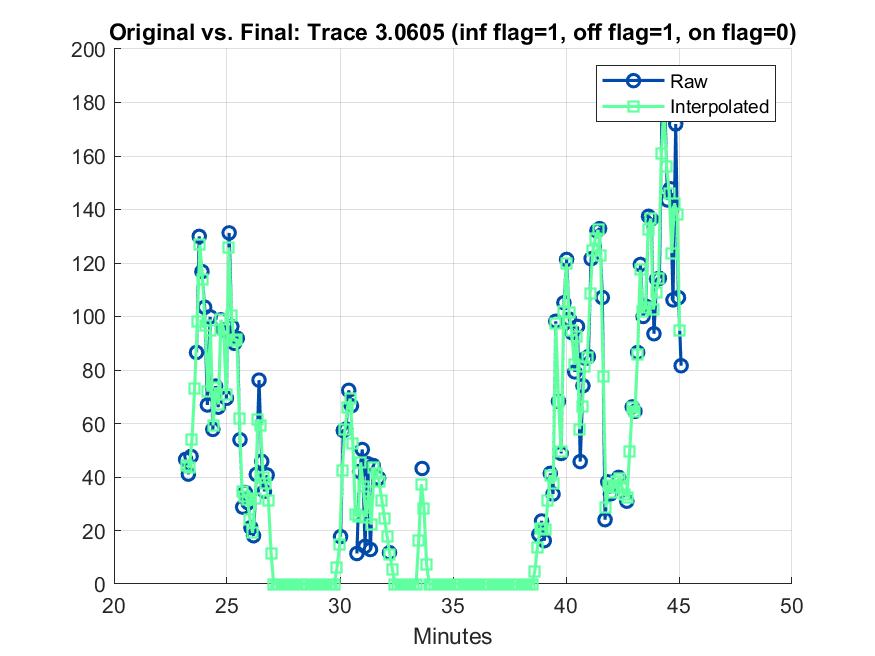 Original vs. Final: Trace 3.0605 (inf flag=1, off flag=1, on flag=0)
200
180
160
140
120
100
80
60
40
20
0
Raw
Interpolated
20 25 30 35 40 45 50
Minutes